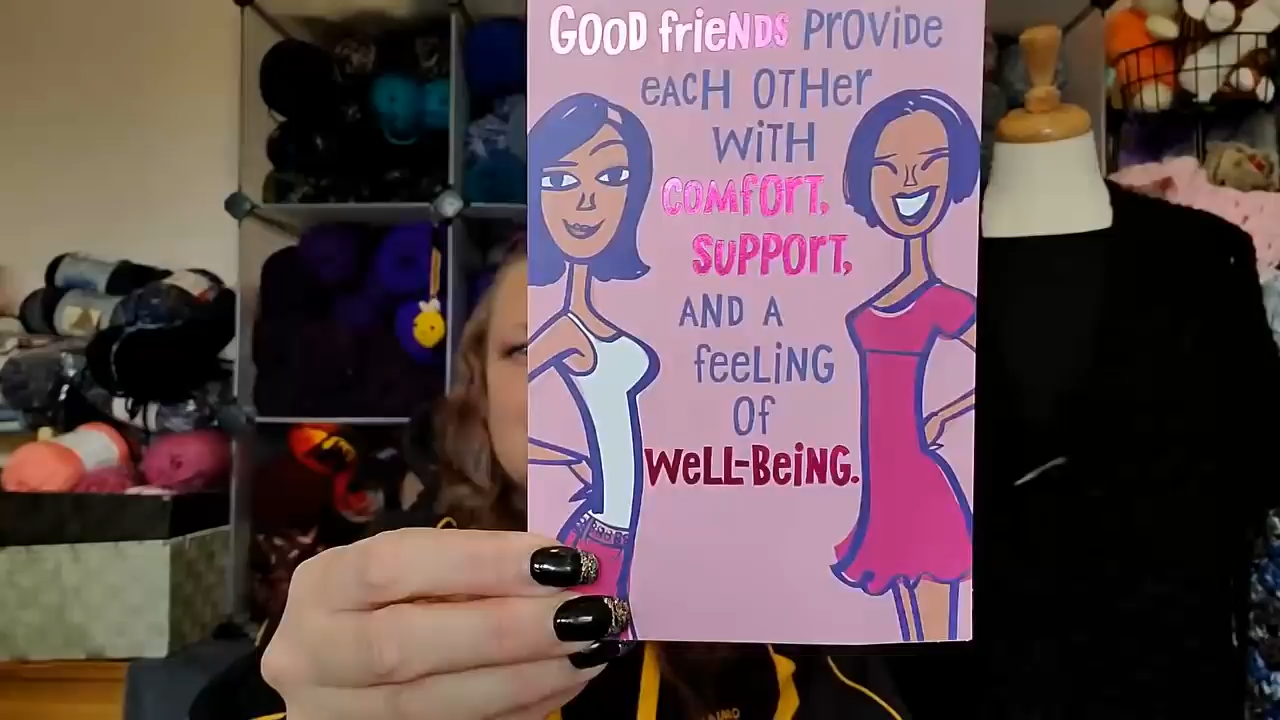 GOOD frieNDS PROViDe
eACH OTHer
WiTH
COMfOrT,
SUPPOrT,
AND A
feeLiNG
Of
WeLL-BeiNG.